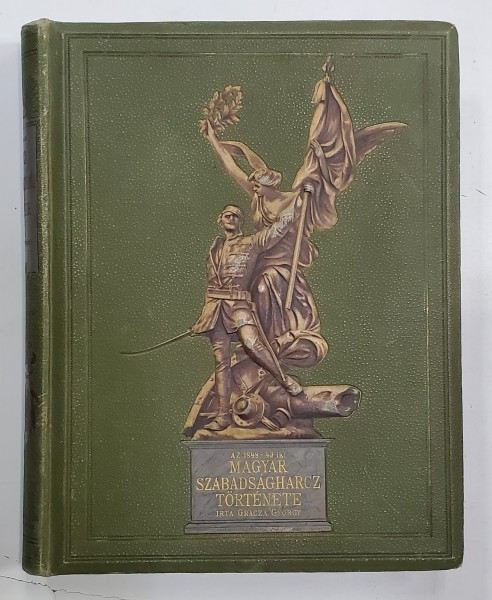 AZ 1848-49 IKI
MAGYAR
SZABADSÁGHARCZ
TÖRTÉNETE
IRTA GRACZA GYÖRGY